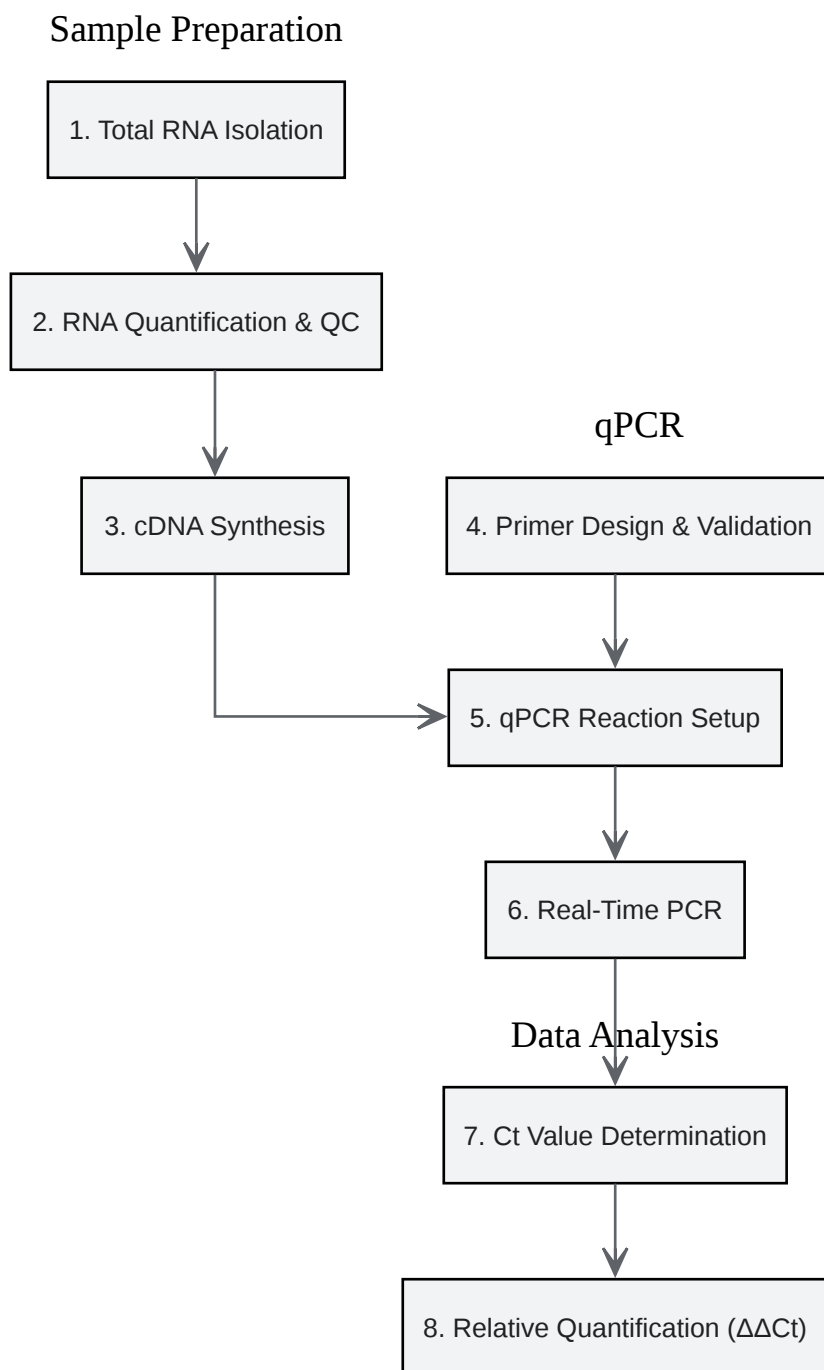 Sample Preparation
1. Total RNA Isolation
2. RNA Quantification & QC
3. cDNA Synthesis
qPCR
4. Primer Design & Validation
5. qPCR Reaction Setup
6. Real-Time PCR
Data Analysis
7. Ct Value Determination
8. Relative Quantification (ΔΔCt)